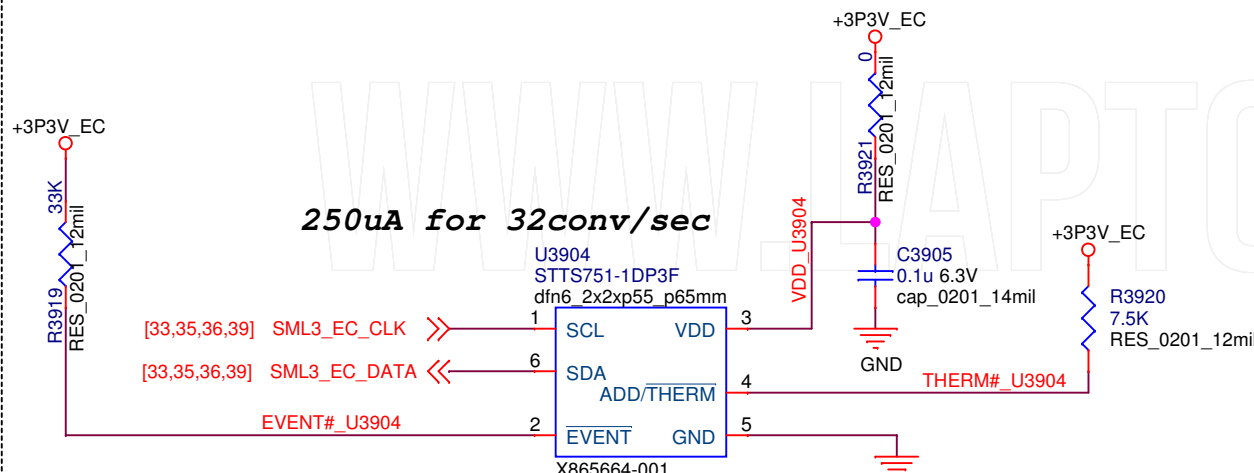 +3P3V_EC
0
R3921
RES_0201_12mil
WWW.LAPTO
+3P3V_EC
33K
R3919
RES_0201_12mil
250uA for 32conv/sec
VDD_U3904
+3P3V_EC
U3904
STTS751-1DP3F
dfn6_2x2xp55_p65mm
C3905
0.1u 6.3V
cap_0201_14mil
GND
R3920
7.5K
RES_0201_12mil
[33,35,36,39] SML3_EC_CLK 1 SCL VDD 3
[33,35,36,39] SML3_EC_DATA 6 SDA
ADD/THERM 4 THERM#_U3904
EVENT#_U3904 2 EVENT GND 5
X865664-001